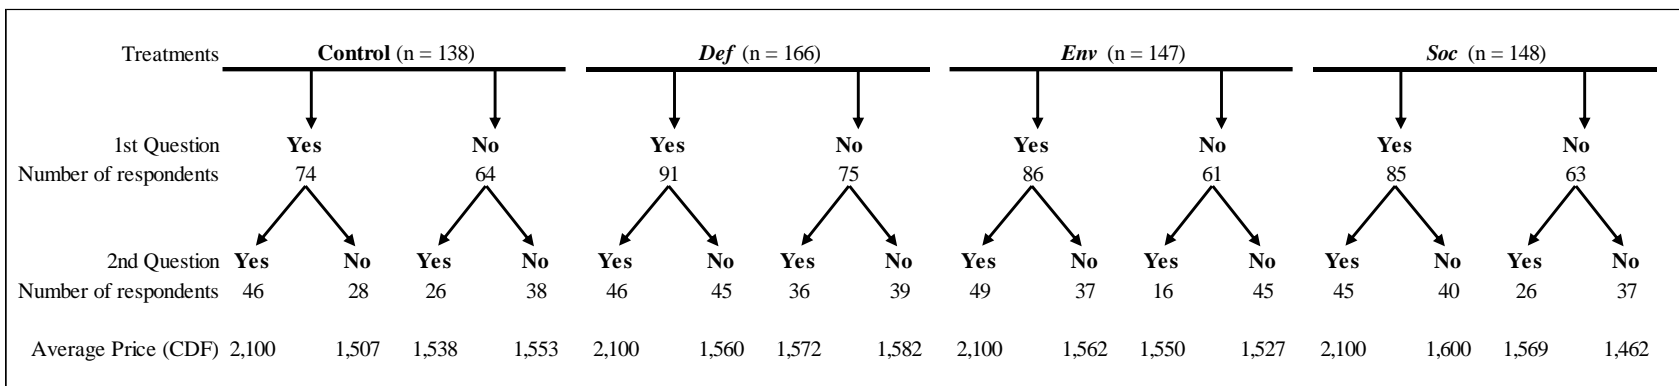 Treatments Control (n = 138) Def (n = 166) Env (n = 147) Soc (n = 148)
1st Question Yes No Yes No Yes No Yes No
Number of respondents 74 64 91 75 86 61 85 63
2nd Question Yes No Yes No Yes No Yes No Yes No Yes No Yes No Yes No
Number of respondents 46 28 26 38 46 45 36 39 49 37 16 45 45 40 26 37
Average Price (CDF) 2,100 1,507 1,538 1,553 2,100 1,560 1,572 1,582 2,100 1,562 1,550 1,527 2,100 1,600 1,569 1,462